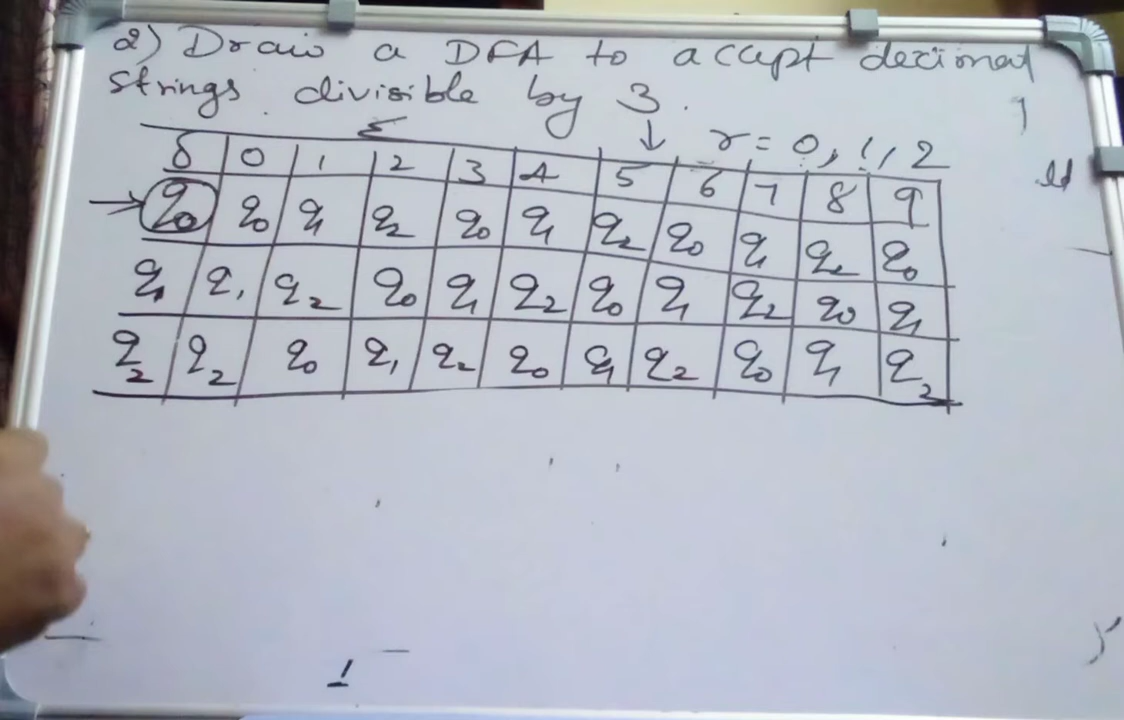 2) Draw a DFA to accept decimal
strings divisible by 3.
Σ ↓ r = 0, 1, 2
δ 0 1 2 3 4 5 6 7 8 9
→ q0 q0 q1 q2 q0 q1 q2 q0 q1 q2 q0
q1 q1 q2 q0 q1 q2 q0 q1 q2 q0 q1
q2 q2 q0 q1 q2 q0 q1 q2 q0 q1 q2